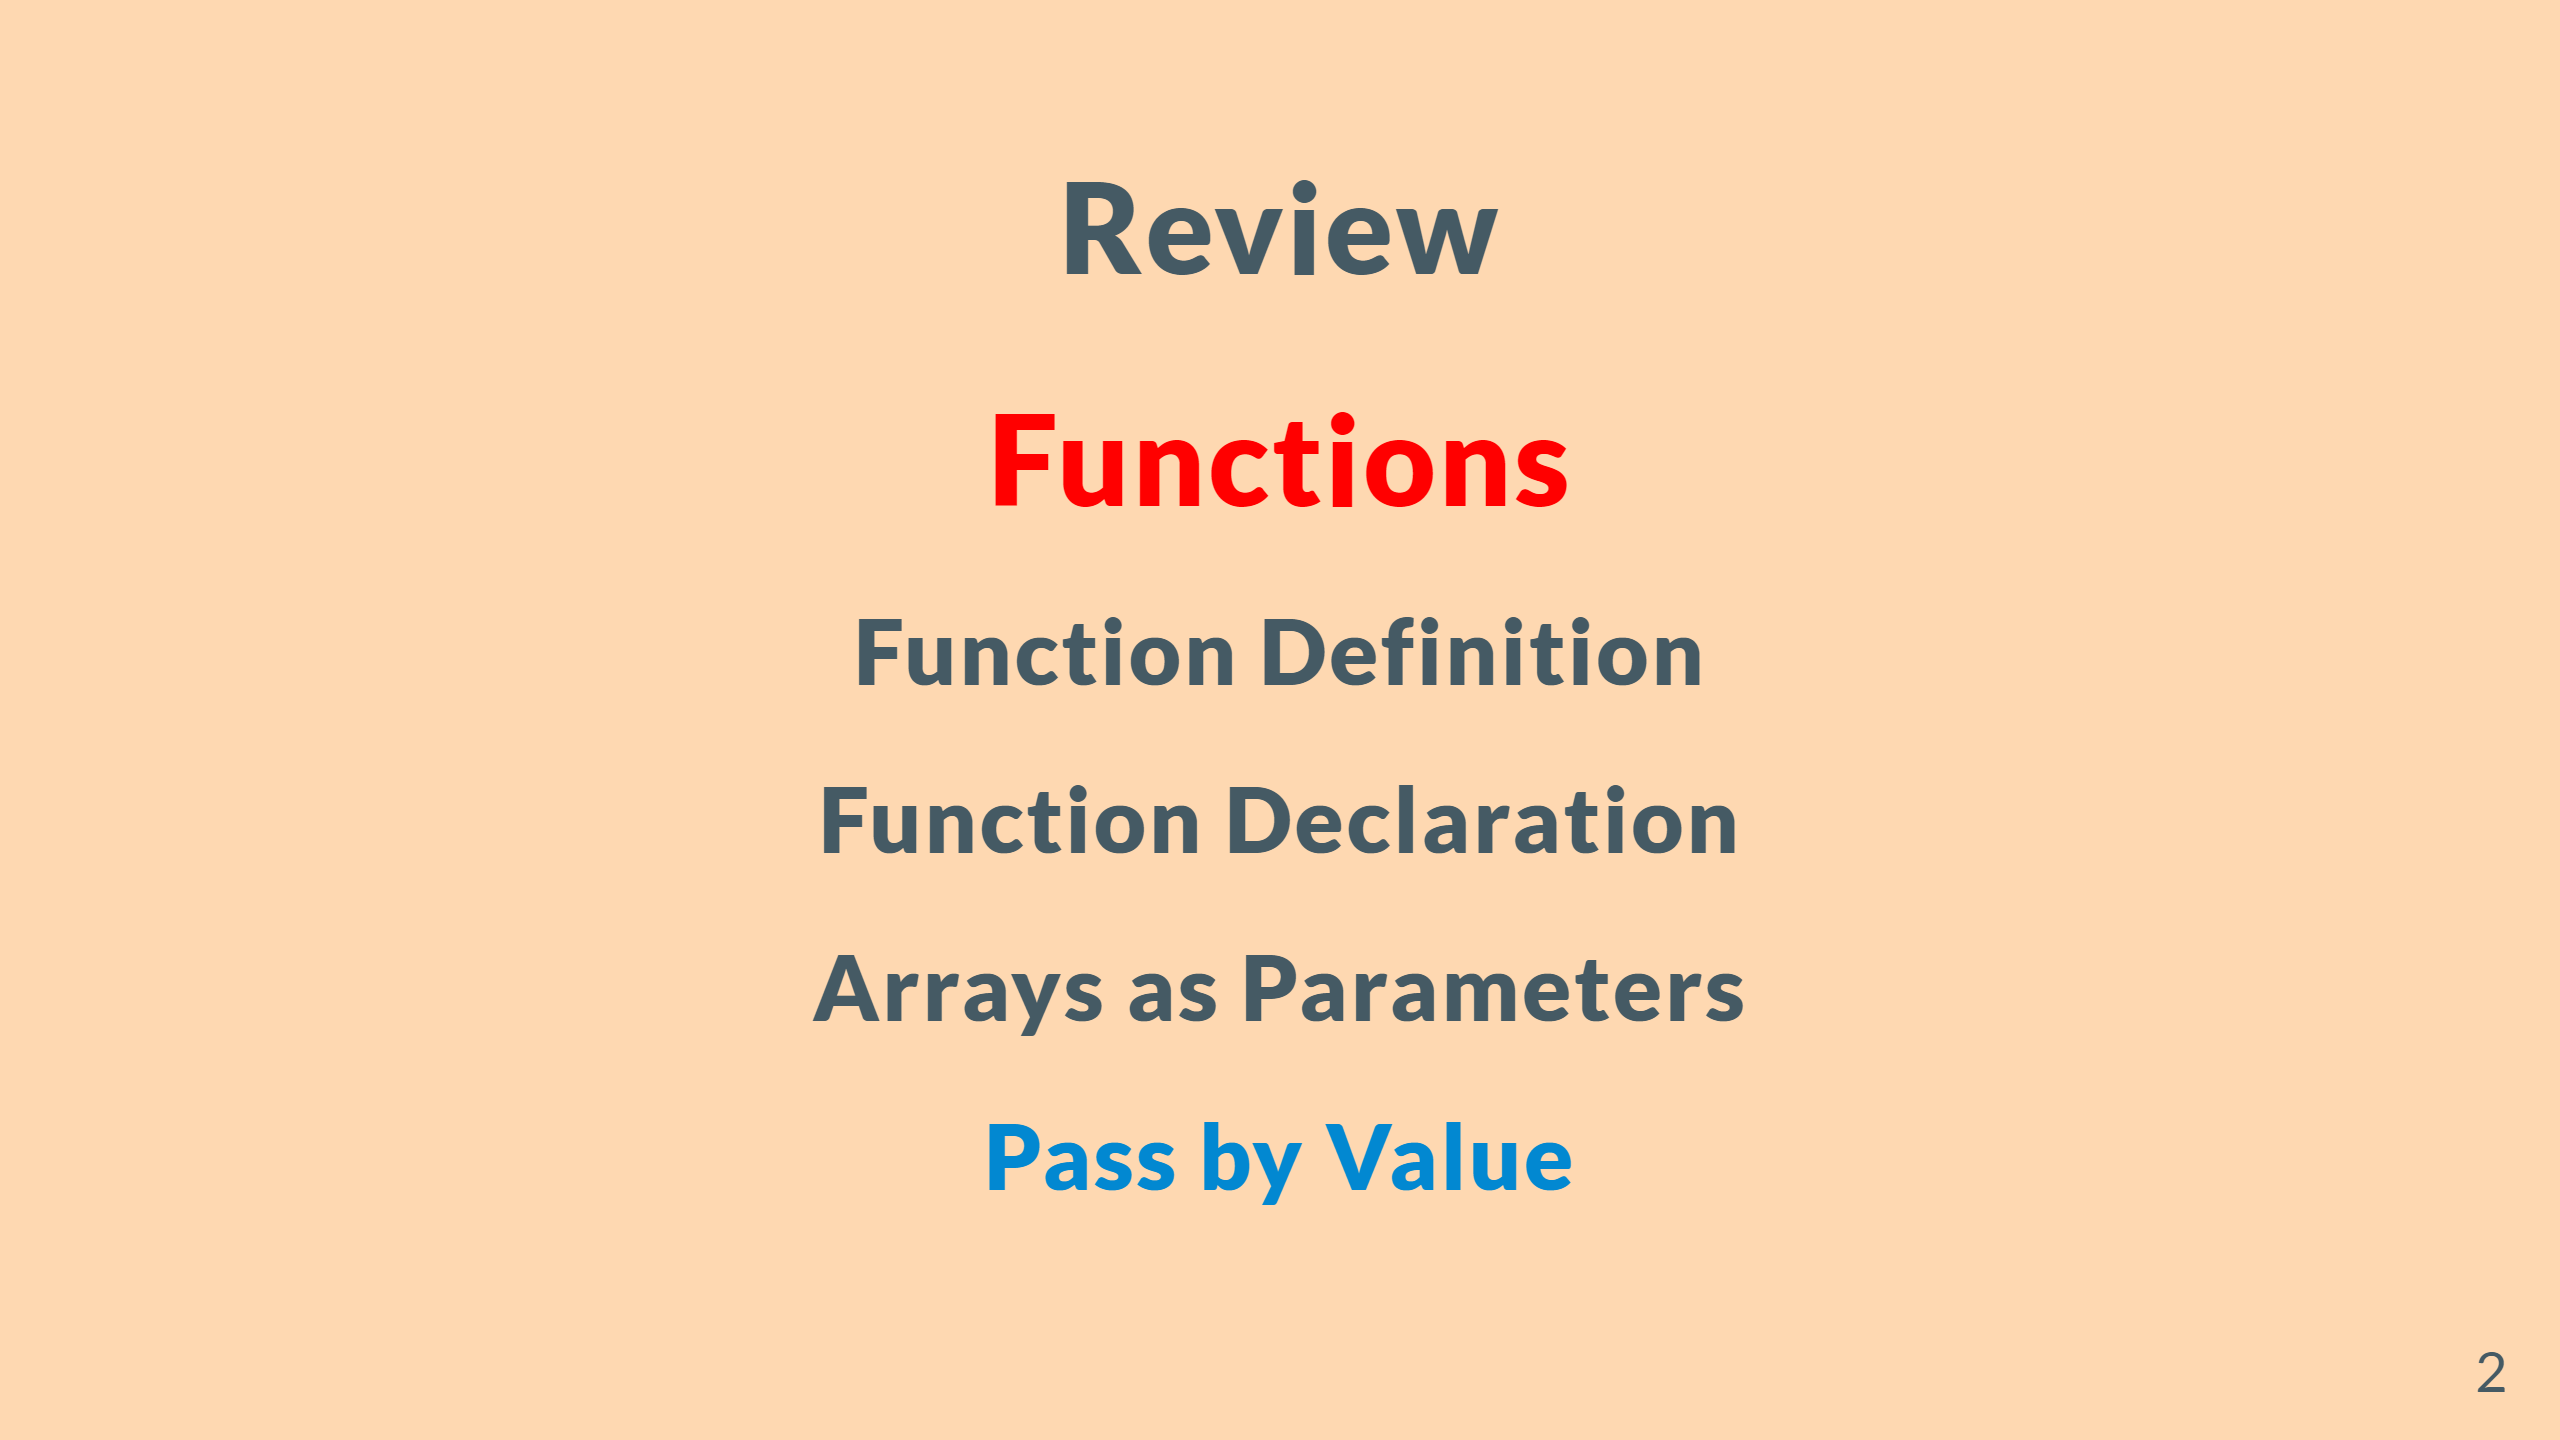 Review
Functions
Function Definition
Function Declaration
Arrays as Parameters
Pass by Value
2